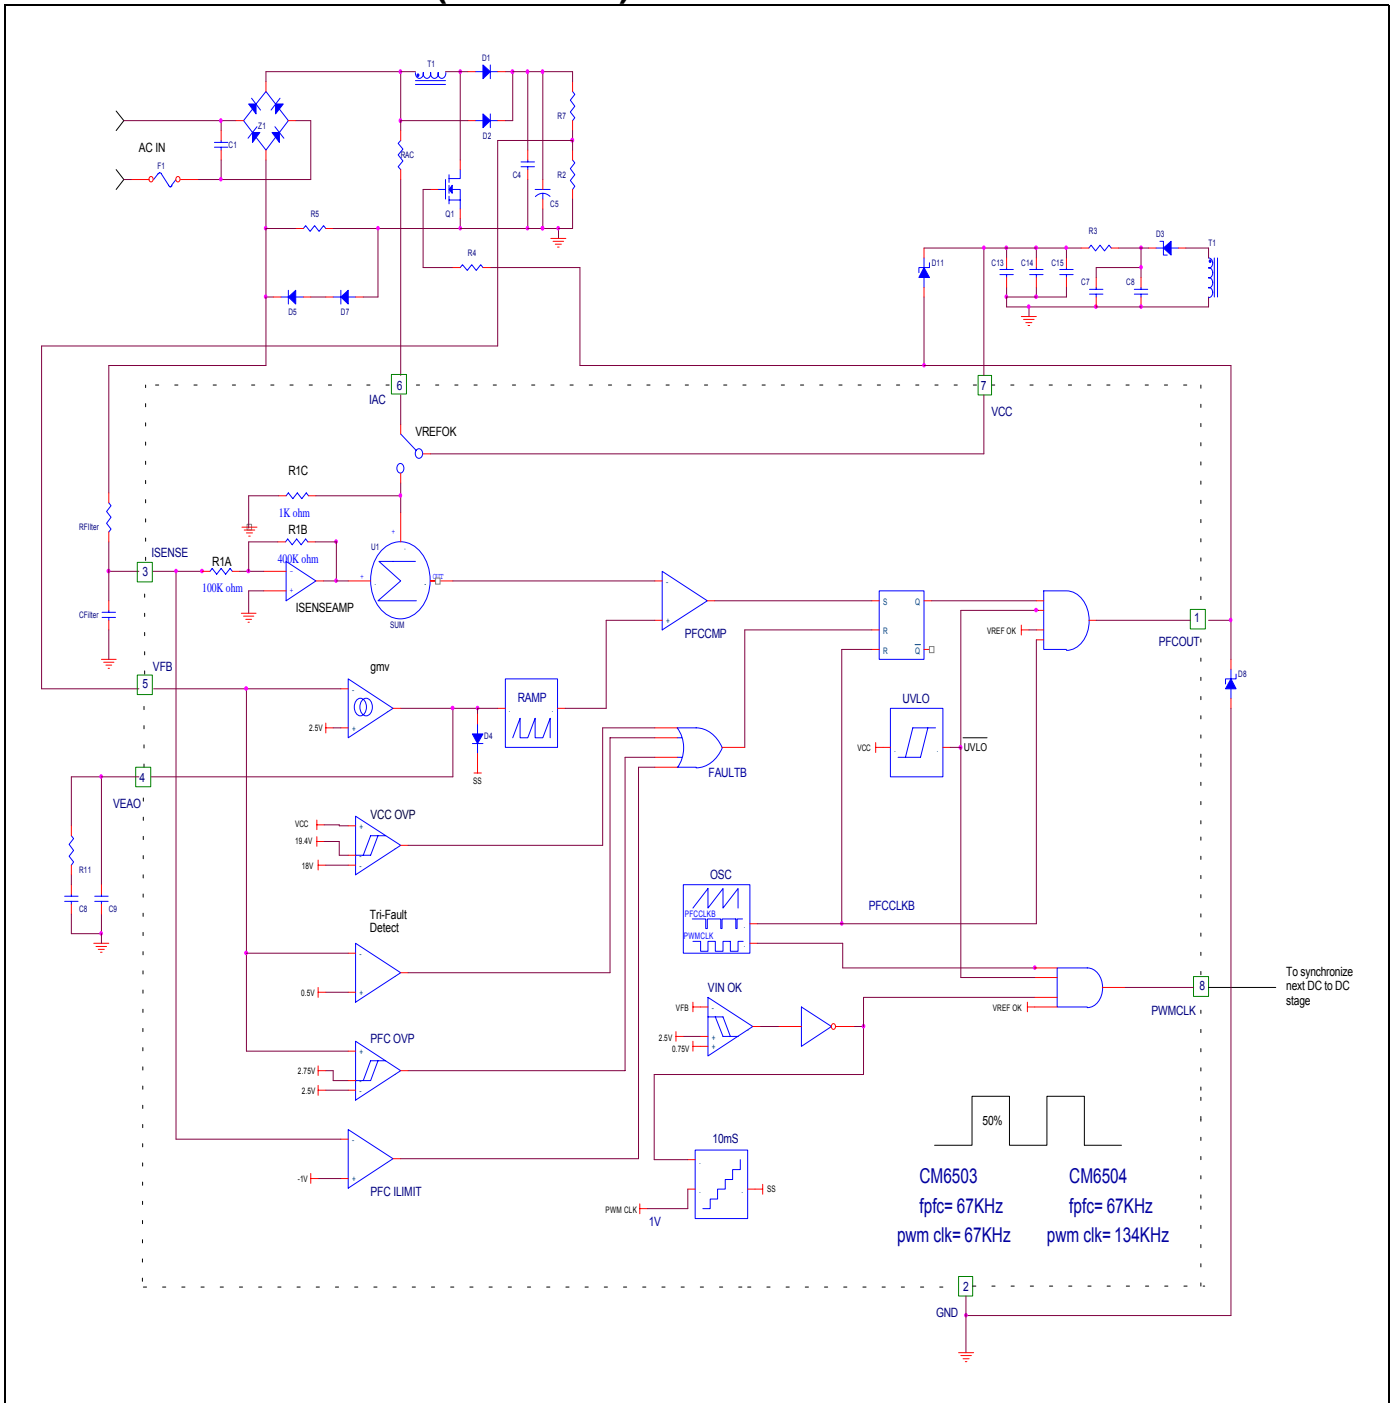 T1
D1
Z1
D2
R7
AC IN
C1
RAC
F1
C4
R2
C5
Q1
R5
R4
D5
D7
R3
D3
T1
D11
C13
C14
C15
C7
C8
6
IAC
7
VCC
VREFOK
R1C
1K ohm
R1B
RFilter
ISENSE
3
R1A
400K ohm
100K ohm
ISENSEAMP
U1
OUT
SUM
CFilter
PFCCMP
S
Q
R
R
Q
VREF OK
1
PFCOUT
VFB
5
gmv
2.5V
RAMP
D4
SS
D8
UVLO
VCC
UVLO
FAULTB
4
VEAO
VCC OVP
VCC
19.4V
18V
R11
C8
C9
OSC
PFCCLKB
PWMCLK
PFCCLKB
Tri-Fault
Detect
0.5V
VIN OK
VFB
2.5V
0.75V
VREF OK
8
PWMCLK
To synchronize
next DC to DC
stage
PFC OVP
2.75V
2.5V
50%
10mS
-1V
PFC ILIMIT
SS
PWM CLK
1V
CM6503
fpfc= 67KHz
pwm clk= 67KHz
CM6504
fpfc= 67KHz
pwm clk= 134KHz
2
GND